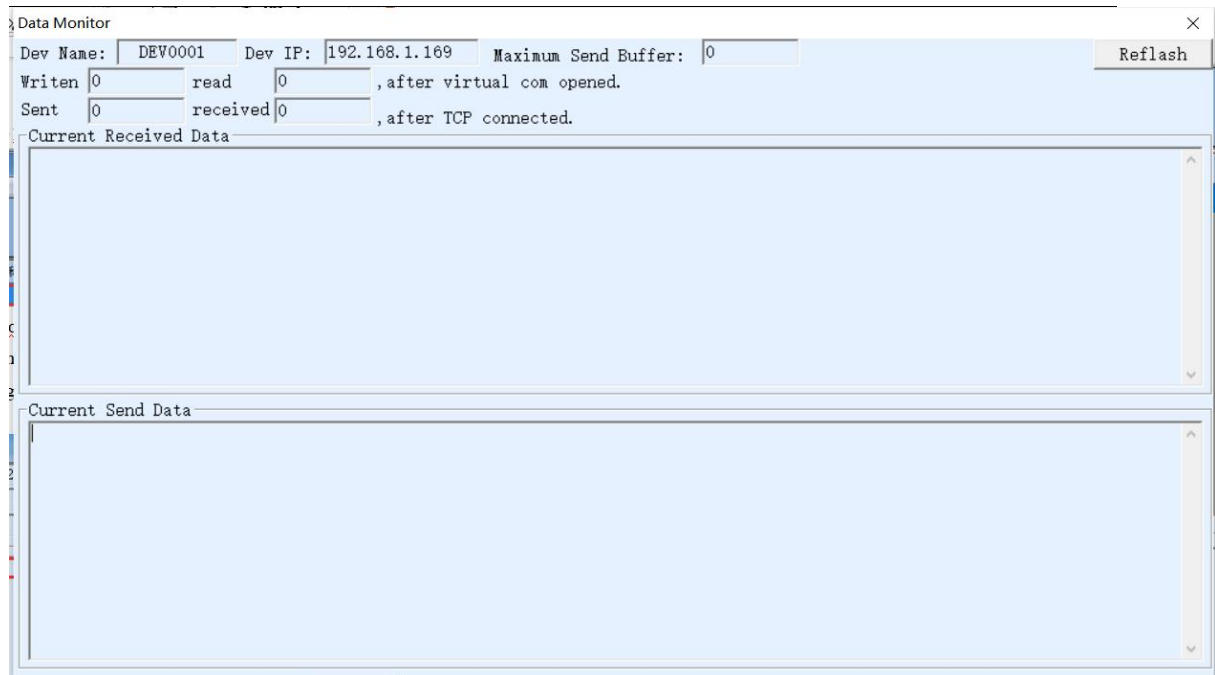 Data Monitor
Dev Name: DEV0001 Dev IP: 192.168.1.169 Maximum Send Buffer: 0 Reflash
Writen 0 read 0 ,after virtual com opened.
Sent 0 received 0 ,after TCP connected.
Current Received Data
Current Send Data